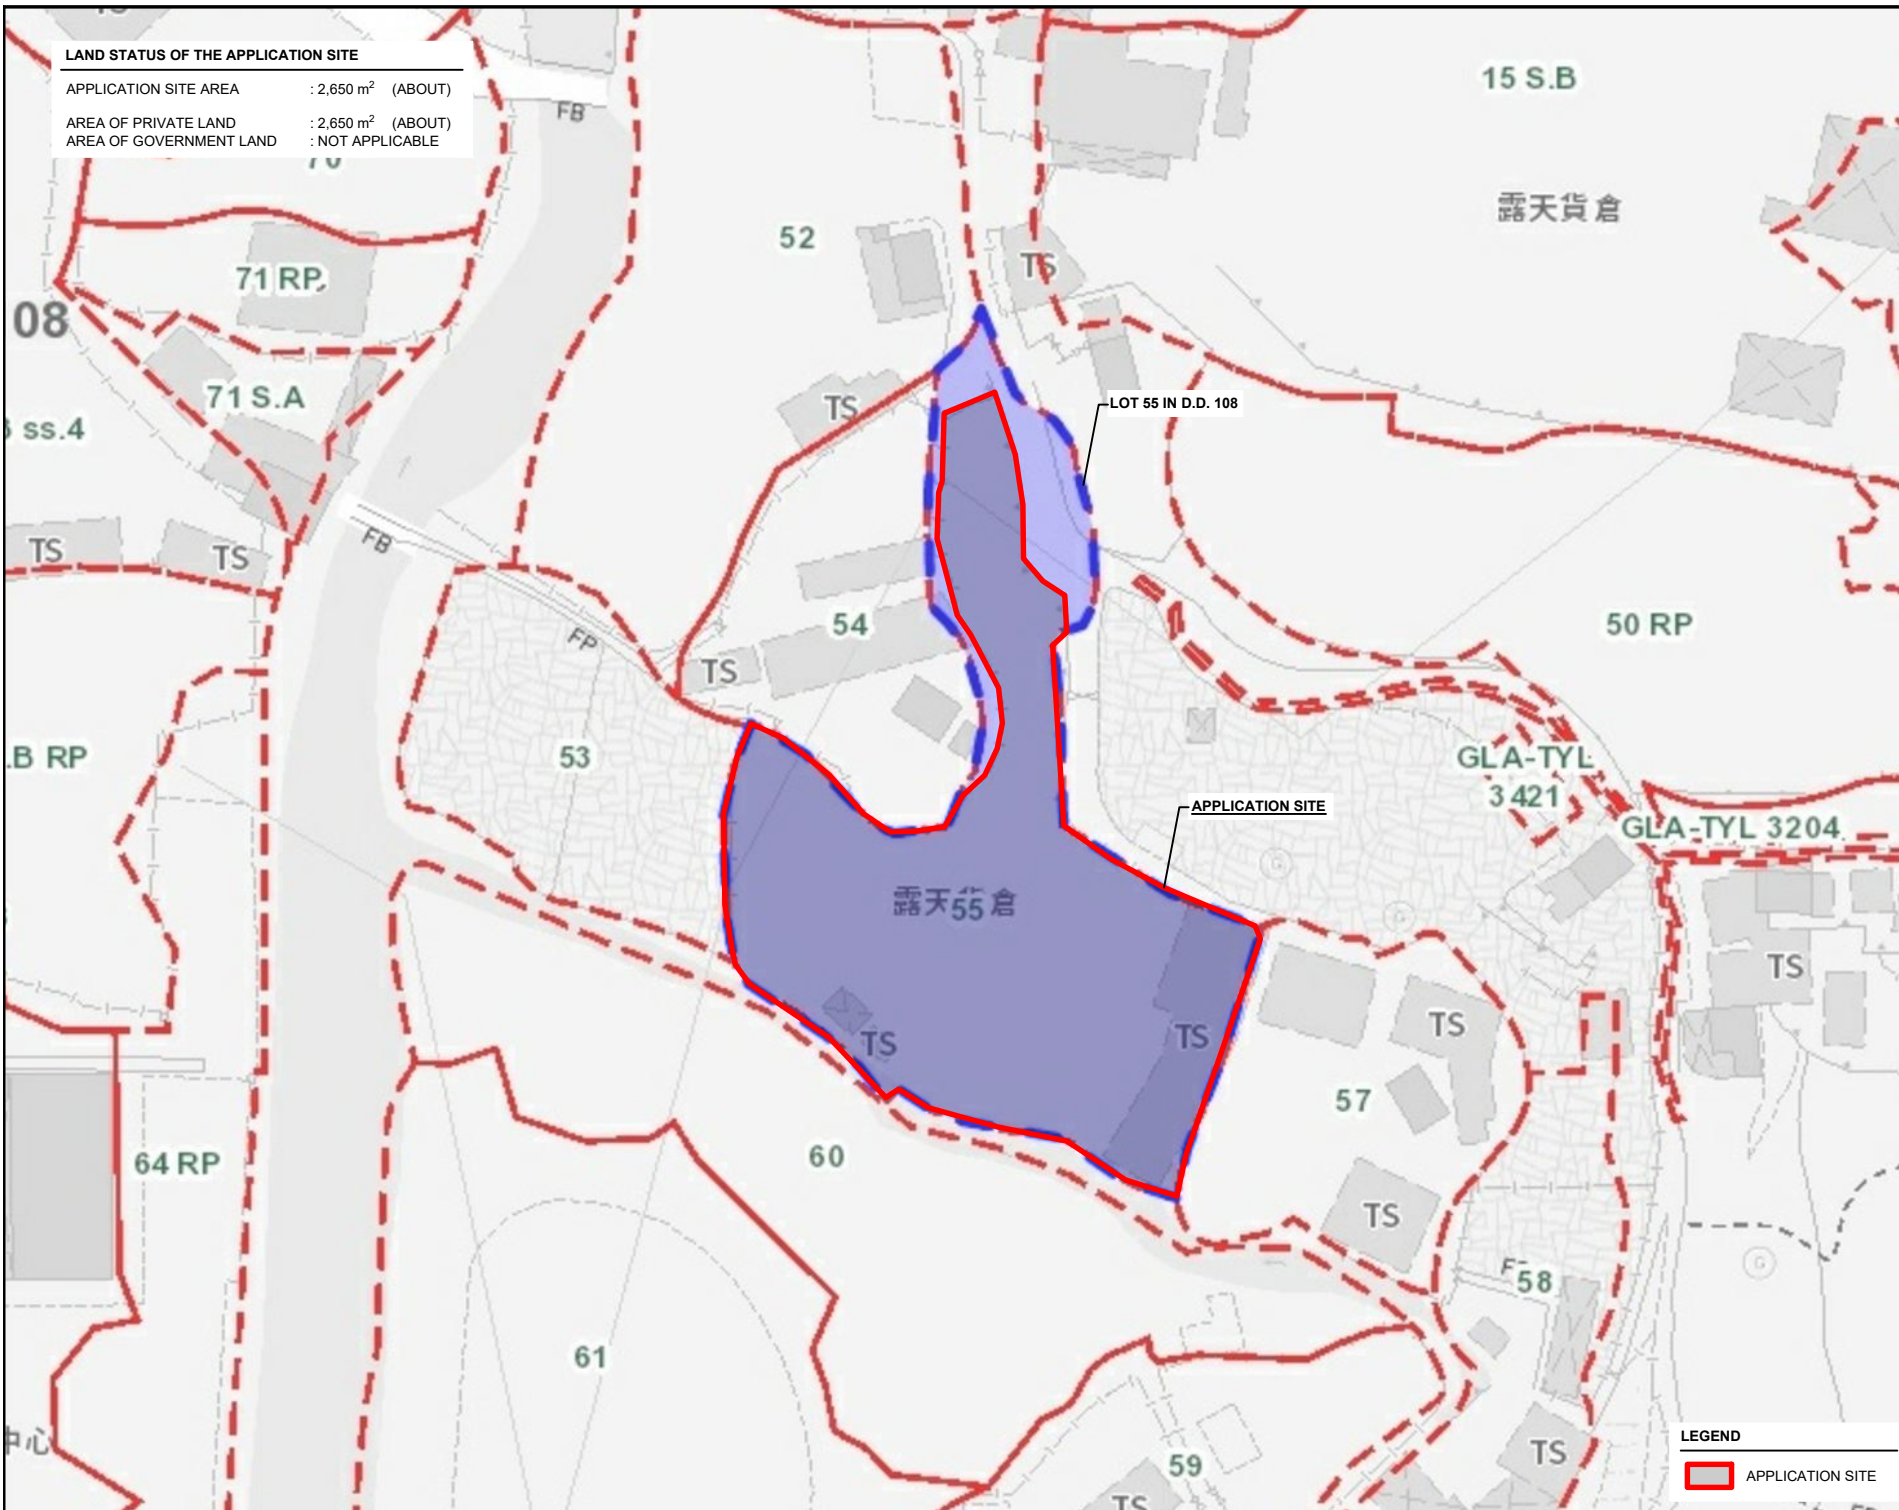 LAND STATUS OF THE APPLICATION SITE
APPLICATION SITE AREA : 2,650 m² (ABOUT)
AREA OF PRIVATE LAND : 2,650 m² (ABOUT)
AREA OF GOVERNMENT LAND : NOT APPLICABLE
FB
15 S.B
露天貨倉
52
TS
71 RP
08
71 S.A
TS
LOT 55 IN D.D. 108
ss.4
TS
TS
FB
FP
54
50 RP
TS
53
.B RP
GLA-TYL
3421
APPLICATION SITE
GLA-TYL 3204
露天貨倉
55
TS
TS
TS
TS
57
64 RP
60
TS
58
61
中心
59
TS
TS
LEGEND
APPLICATION SITE